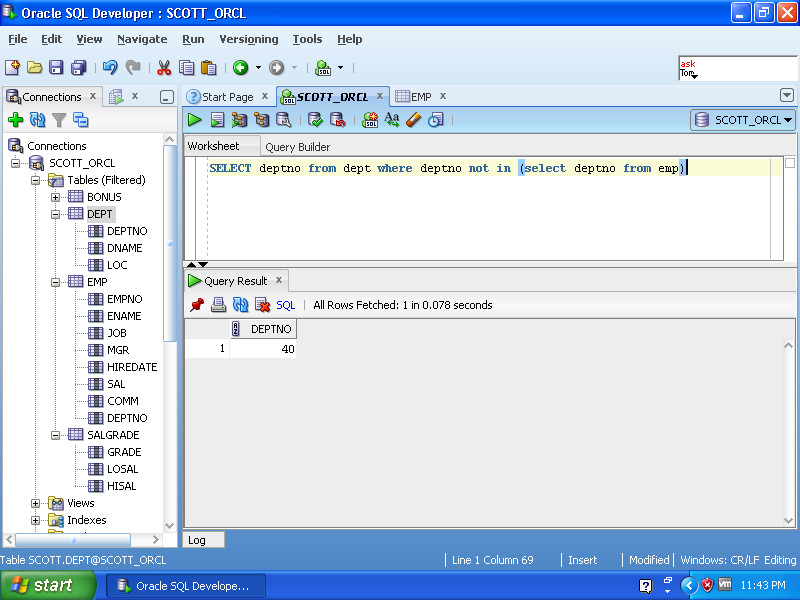 Oracle SQL Developer : SCOTT_ORCL
File Edit View Navigate Run Versioning Tools Help
ask
Tom
Connections
Start Page
SCOTT_ORCL
EMP
SCOTT_ORCL
Connections
SCOTT_ORCL
Tables (Filtered)
BONUS
DEPT
DEPTNO
DNAME
LOC
EMP
EMPNO
ENAME
JOB
MGR
HIREDATE
SAL
COMM
DEPTNO
SALGRADE
GRADE
LOSAL
HISAL
Views
Indexes
Worksheet Query Builder
SELECT deptno from dept where deptno not in (select deptno from emp)
Query Result
SQL All Rows Fetched: 1 in 0.078 seconds
DEPTNO
1 40
Log
Table SCOTT.DEPT@SCOTT_ORCL Line 1 Column 69 Insert Modified Windows: CR/LF Editing
start Oracle SQL Develope... 11:43 PM